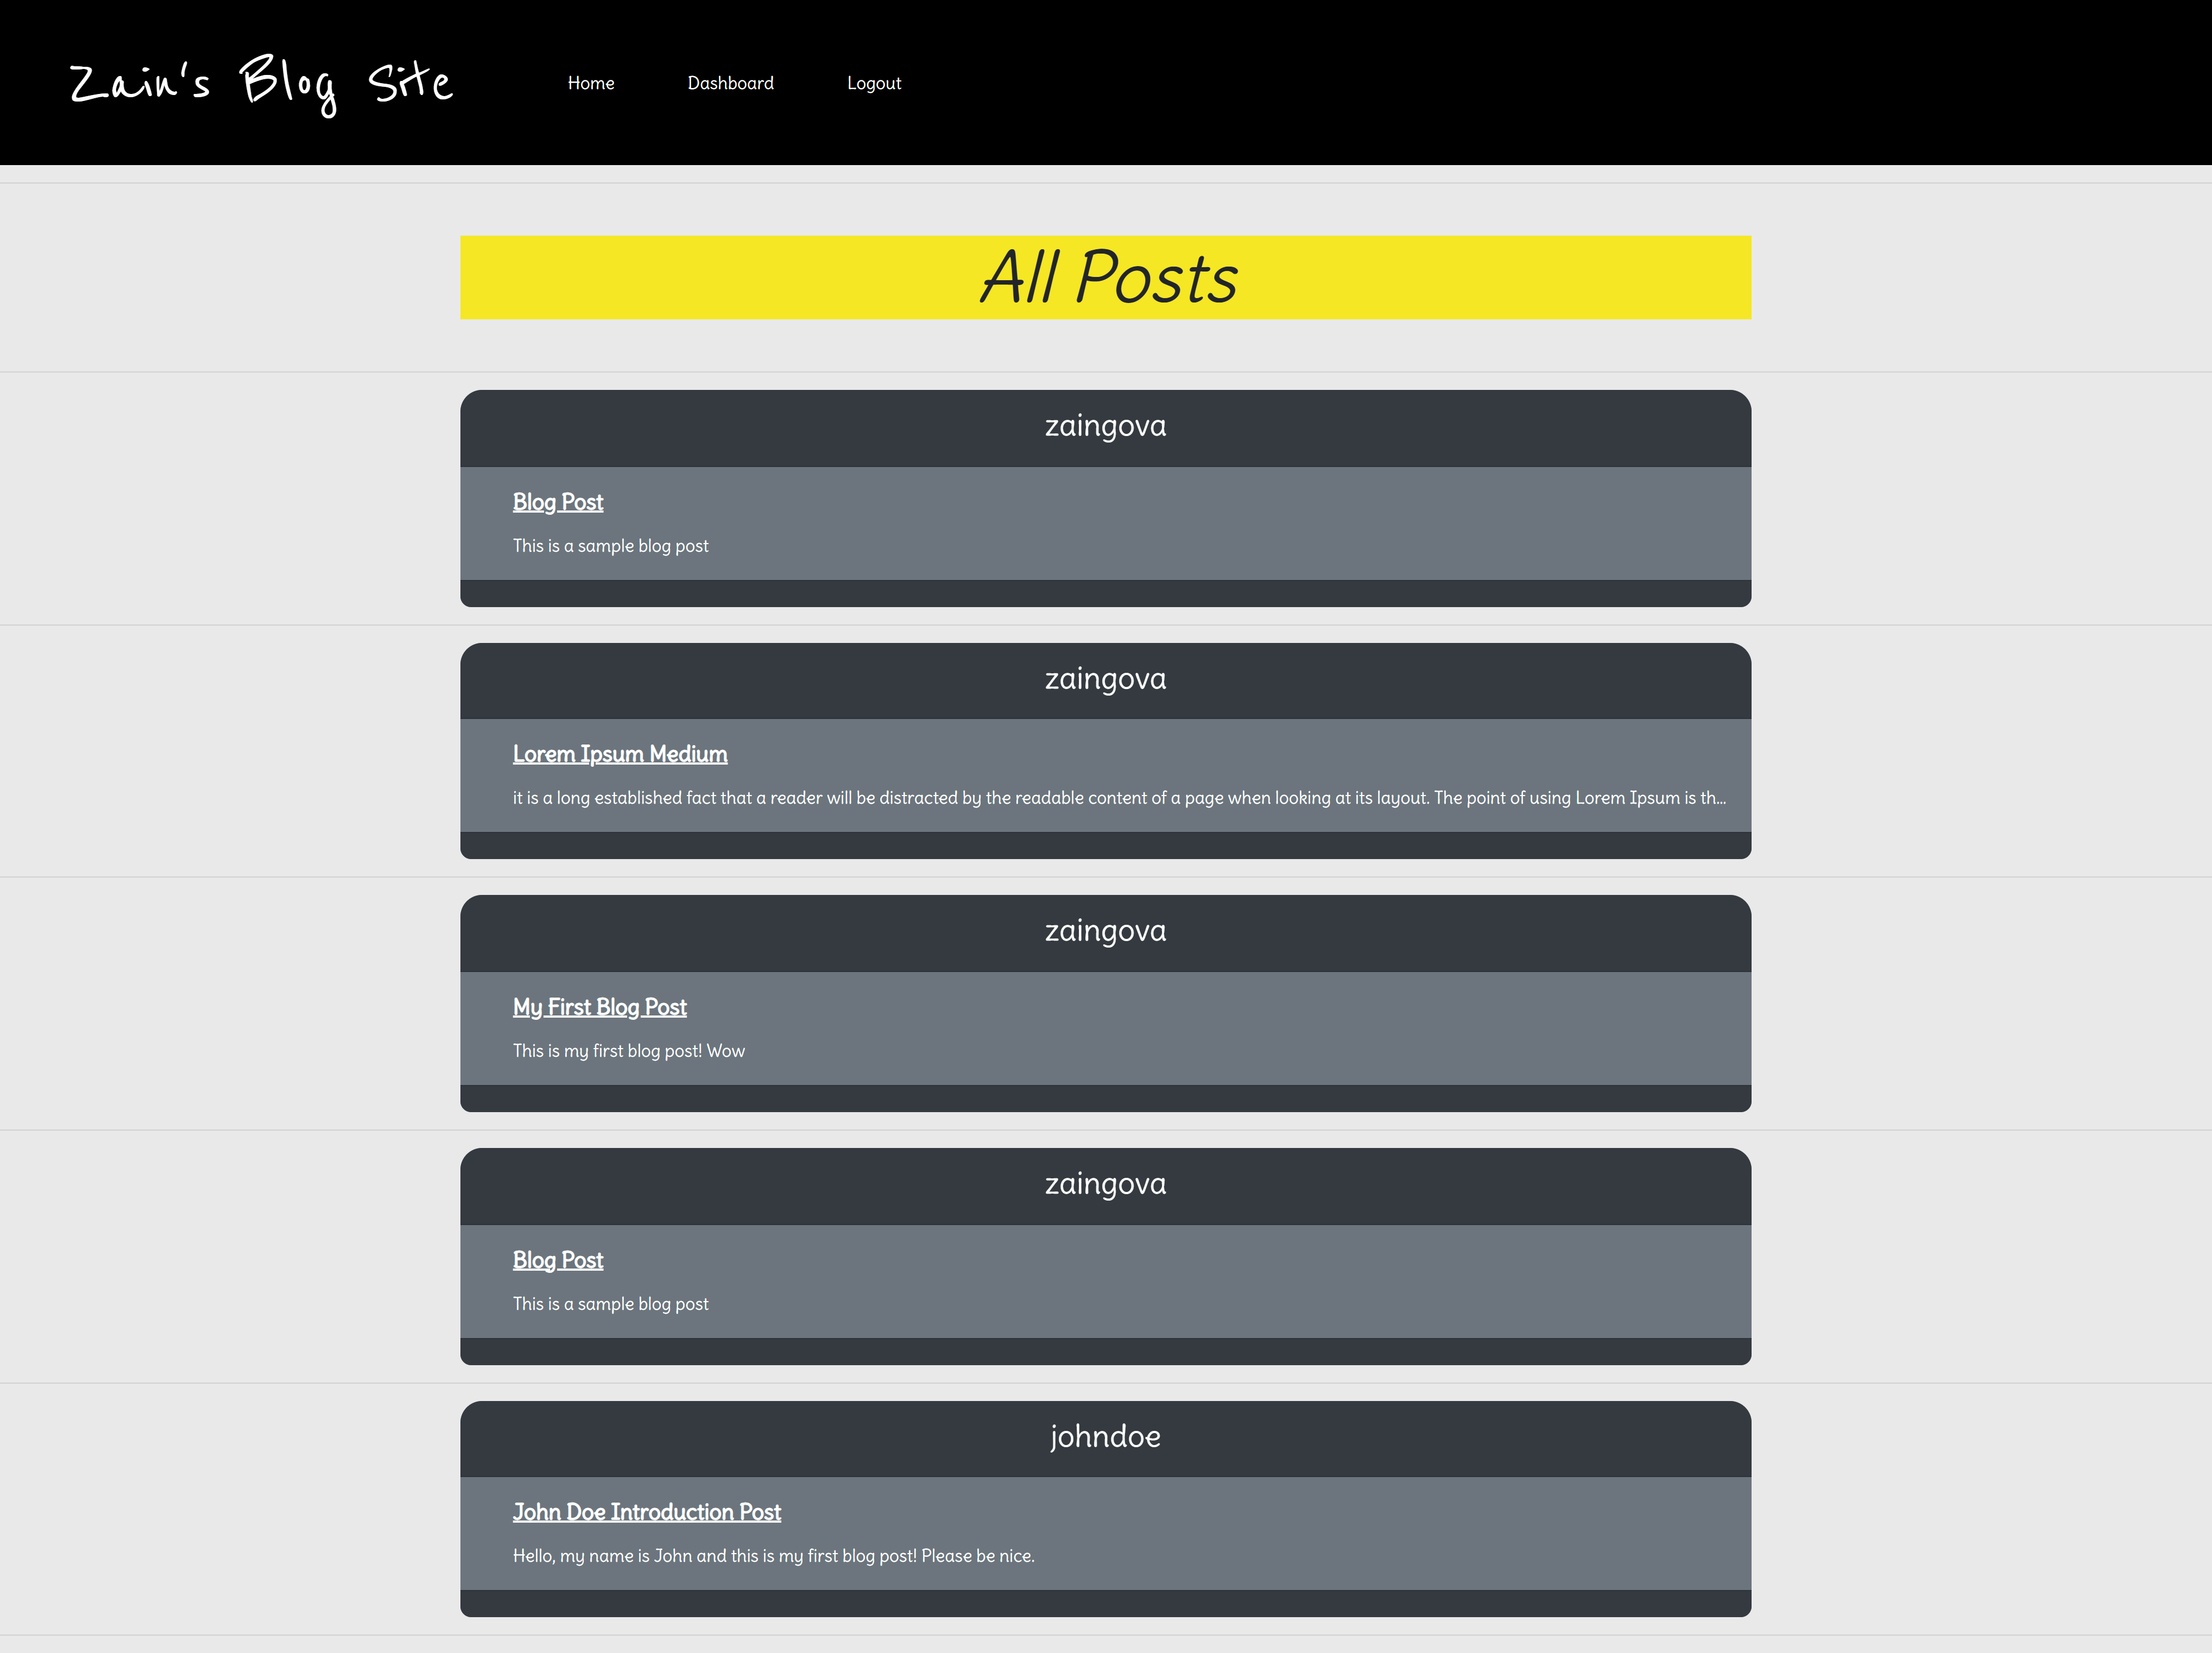 Zain's Blog Site
Home Dashboard Logout
All Posts
zaingova
Blog Post
This is a sample blog post
zaingova
Lorem Ipsum Medium
it is a long established fact that a reader will be distracted by the readable content of a page when looking at its layout. The point of using Lorem Ipsum is th...
zaingova
My First Blog Post
This is my first blog post! Wow
zaingova
Blog Post
This is a sample blog post
johndoe
John Doe Introduction Post
Hello, my name is John and this is my first blog post! Please be nice.